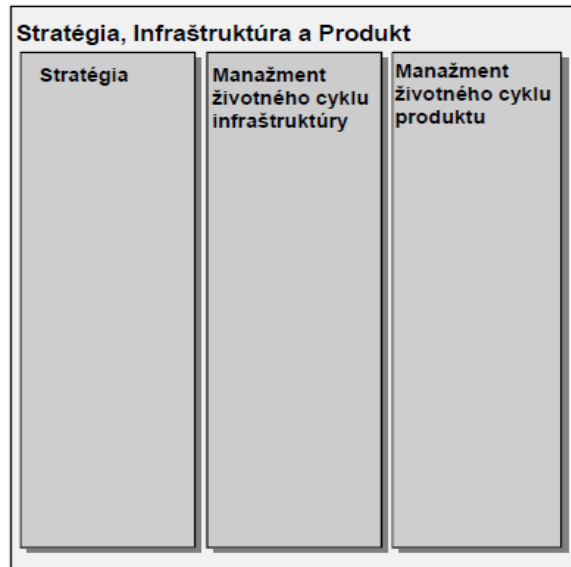 Stratégia, Infraštruktúra a Produkt
Stratégia
Manažment
životného cyklu
infraštruktúry
Manažment
životného cyklu
produktu